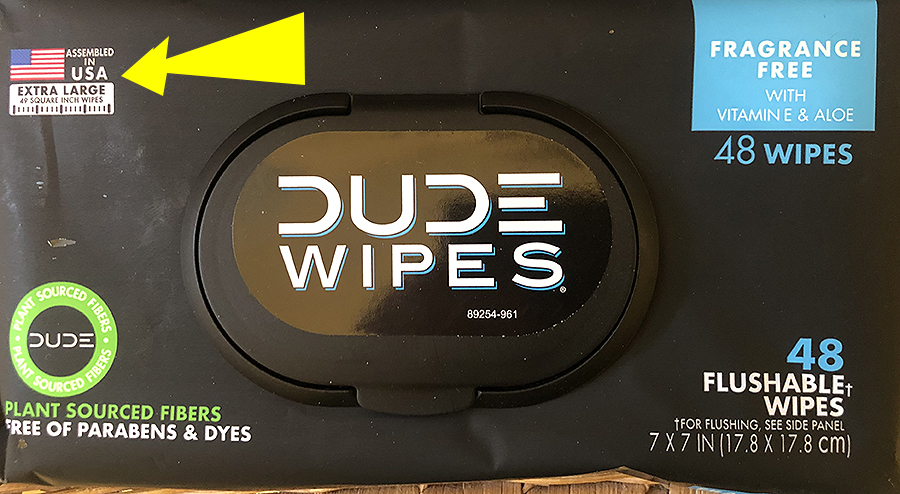 ASSEMBLED
IN
USA
EXTRA LARGE
49 SQUARE INCH WIPES
FRAGRANCE
FREE
WITH
VITAMIN E & ALOE
48 WIPES
DUDE
WIPES®
89254-961
PLANT SOURCED FIBERS
DUDE
PLANT SOURCED FIBERS
PLANT SOURCED FIBERS
FREE OF PARABENS & DYES
48
FLUSHABLE†
WIPES
†FOR FLUSHING, SEE SIDE PANEL
7 X 7 IN (17.8 X 17.8 cm)